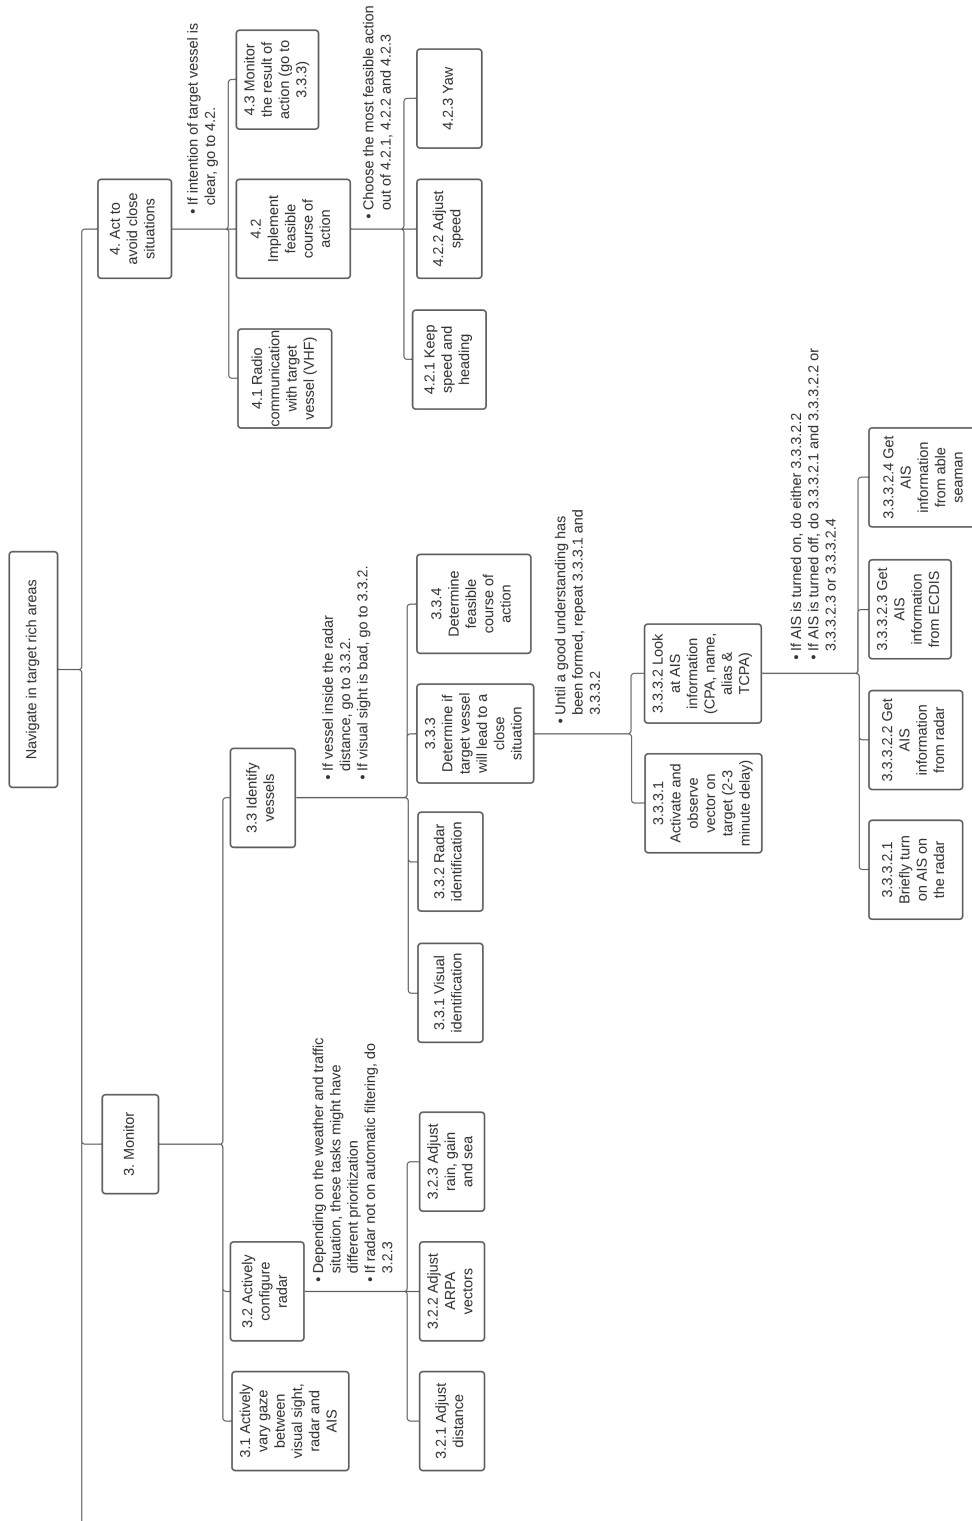 Navigate in target rich areas
3. Monitor
4. Act to
avoid close
situations
3.1 Actively
vary gaze
between
visual sight,
radar and
AIS
3.2 Actively
configure
radar
3.3 Identify
vessels
• Depending on the weather and traffic
situation, these tasks might have
different prioritization
• If radar not on automatic filtering, do
3.2.3
3.2.1 Adjust
distance
3.2.2 Adjust
ARPA
vectors
3.2.3 Adjust
rain, gain
and sea
• If vessel inside the radar
distance, go to 3.3.2.
• If visual sight is bad, go to 3.3.2.
3.3.1 Visual
identification
3.3.2 Radar
identification
3.3.3
Determine if
target vessel
will lead to a
close
situation
3.3.4
Determine
feasible
course of
action
• Until a good understanding has
been formed, repeat 3.3.3.1 and
3.3.3.2
3.3.3.1
Activate and
observe
vector on
target (2-3
minute delay)
3.3.3.2 Look
at AIS
information
(CPA, name,
alias &
TCPA)
• If AIS is turned on, do either 3.3.3.2.2
• If AIS is turned off, do 3.3.3.2.1 and 3.3.3.2.2 or
3.3.3.2.3 or 3.3.3.2.4
3.3.3.2.1
Briefly turn
on AIS on
the radar
3.3.3.2.2 Get
AIS
information
from radar
3.3.3.2.3 Get
AIS
information
from ECDIS
3.3.3.2.4 Get
AIS
information
from able
seaman
• If intention of target vessel is
clear, go to 4.2.
4.1 Radio
communication
with target
vessel (VHF)
4.2
Implement
feasible
course of
action
4.3 Monitor
the result of
action (go to
3.3.3)
• Choose the most feasible action
out of 4.2.1, 4.2.2 and 4.2.3
4.2.1 Keep
speed and
heading
4.2.2 Adjust
speed
4.2.3 Yaw